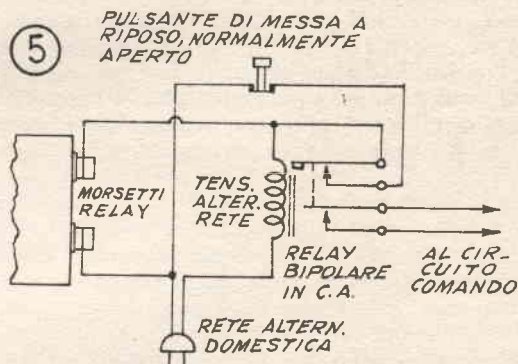 5
PULSANTE DI MESSA A
RIPOSO, NORMALMENTE
APERTO
MORSETTI
RELAY
TENS.
ALTER.
RETE
RELAY
BIPOLARE
IN C.A.
AL CIR-
CUITO
COMANDO
RETE ALTERN.
DOMESTICA